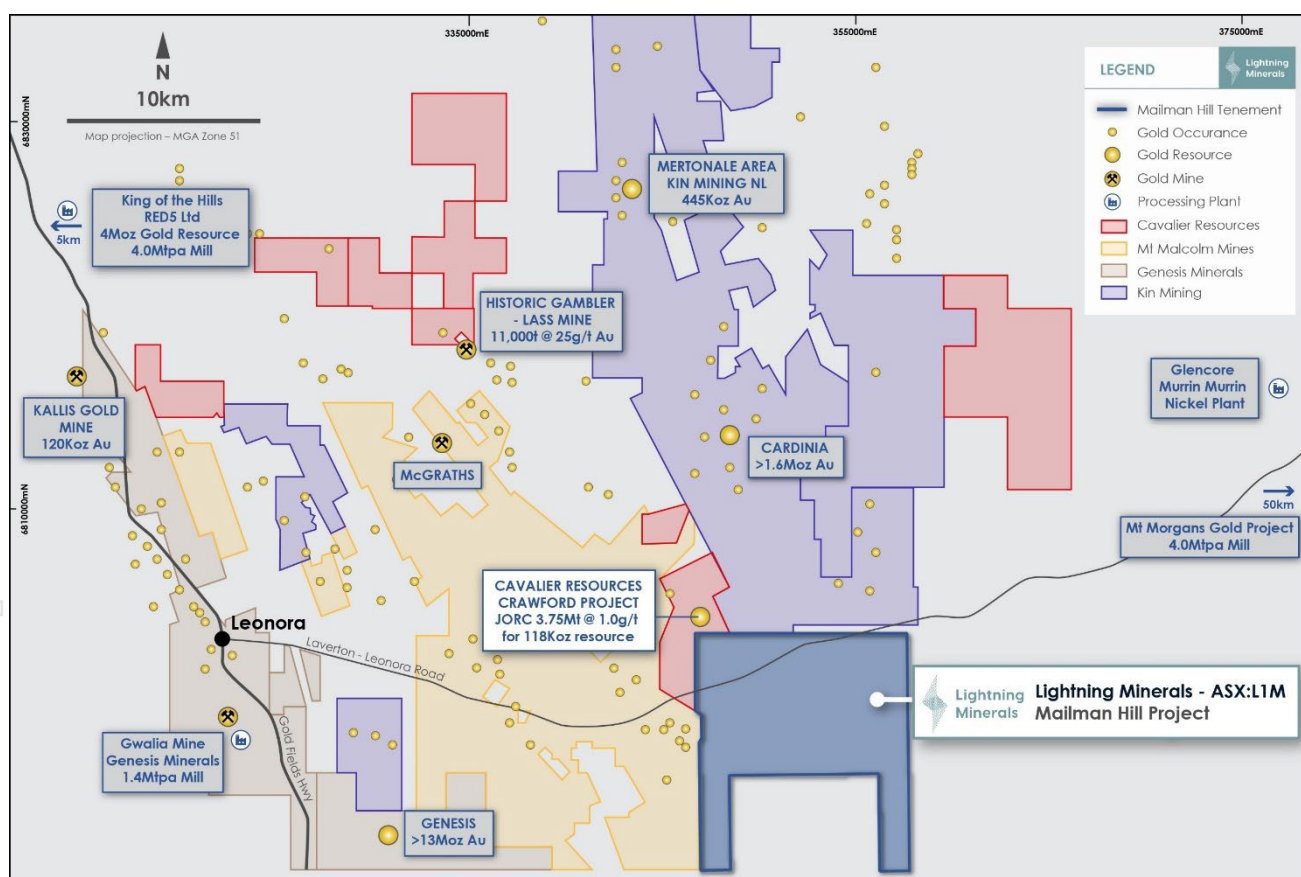 335000mE
355000mE
375000mE
N
10km
Map projection – MGA Zone 51
6830000mN
6810000mN
LEGEND
Lightning
Minerals
Mailman Hill Tenement
Gold Occurance
Gold Resource
Gold Mine
Processing Plant
Cavalier Resources
Mt Malcolm Mines
Genesis Minerals
Kin Mining
MERTONALE AREA
KIN MINING NL
445Koz Au
King of the Hills
RED5 Ltd
4Moz Gold Resource
4.0Mtpa Mill
5km
HISTORIC GAMBLER
- LASS MINE
11,000t @ 25g/t Au
KALLIS GOLD
MINE
120Koz Au
McGRATHS
CARDINIA
>1.6Moz Au
Glencore
Murrin Murrin
Nickel Plant
50km
Mt Morgans Gold Project
4.0Mtpa Mill
CAVALIER RESOURCES
CRAWFORD PROJECT
JORC 3.75Mt @ 1.0g/t
for 118Koz resource
Leonora
Laverton - Leonora Road
Gold Fields Hwy
Lightning
Minerals
Lightning Minerals - ASX:L1M
Mailman Hill Project
Gwalia Mine
Genesis Minerals
1.4Mtpa Mill
GENESIS
>13Moz Au